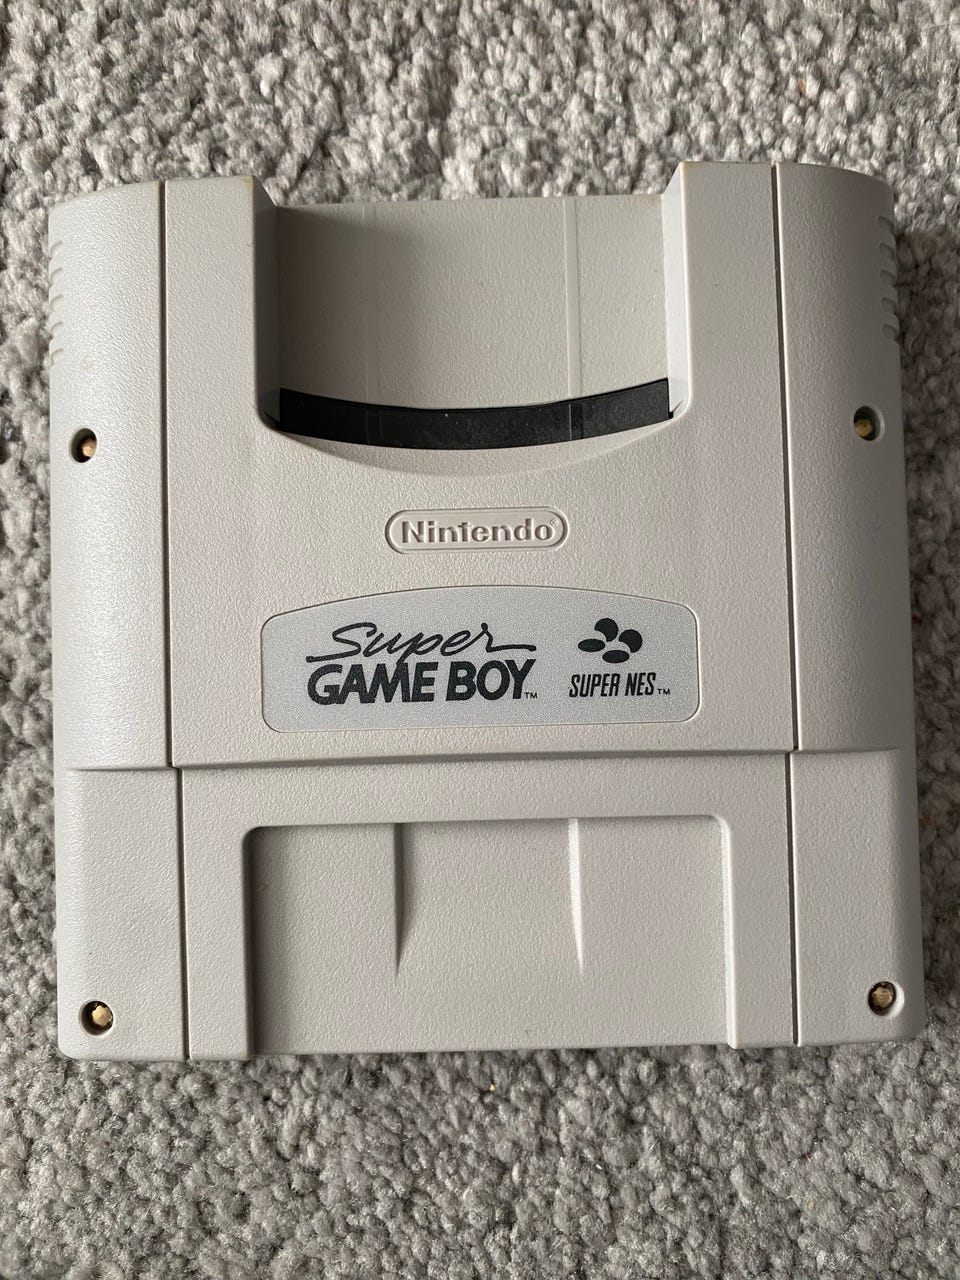 Nintendo®
Super
GAME BOY™
SUPER NES™